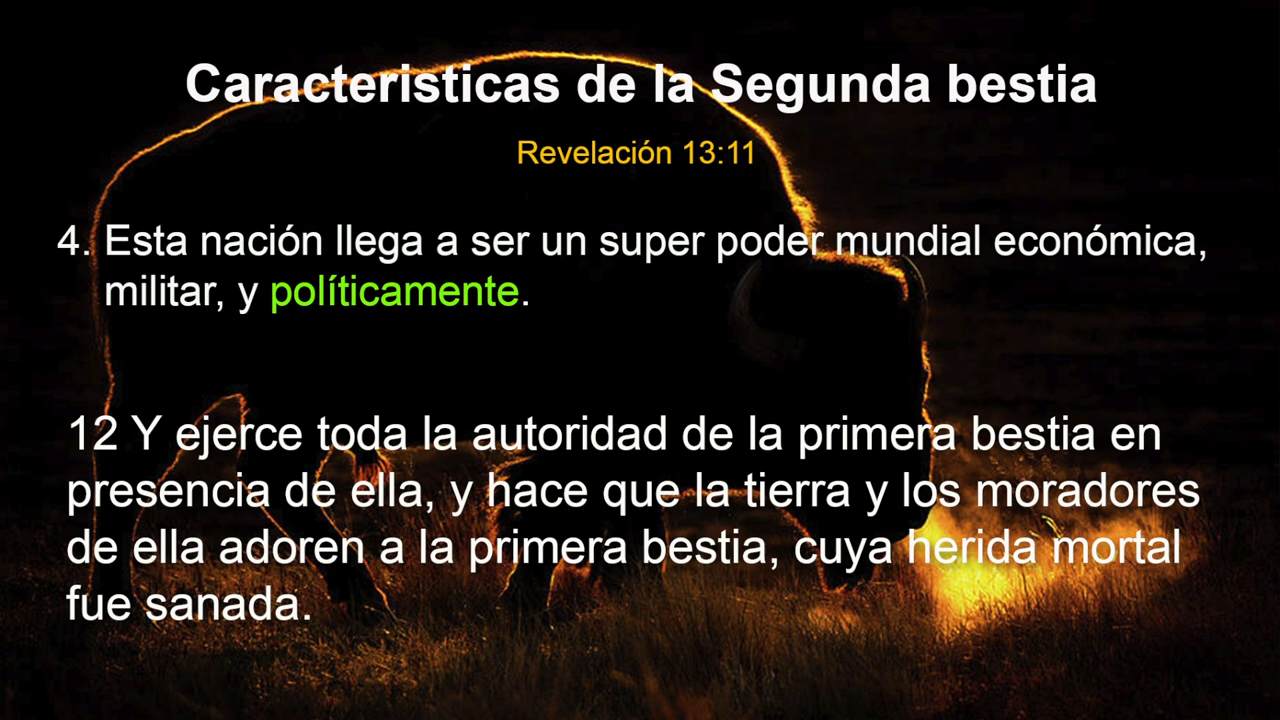 Caracteristicas de la Segunda bestia
Revelación 13:11
4. Esta nación llega a ser un super poder mundial económica,
militar, y políticamente.
12 Y ejerce toda la autoridad de la primera bestia en
presencia de ella, y hace que la tierra y los moradores
de ella adoren a la primera bestia, cuya herida mortal
fue sanada.